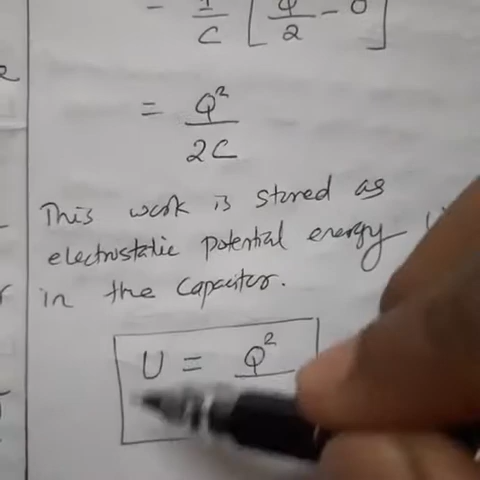 = 1/C [ Q²/2 - 0 ]
= Q²/2C
This work is stored as
electrostatic potential energy
in the capacitor.
U = Q²